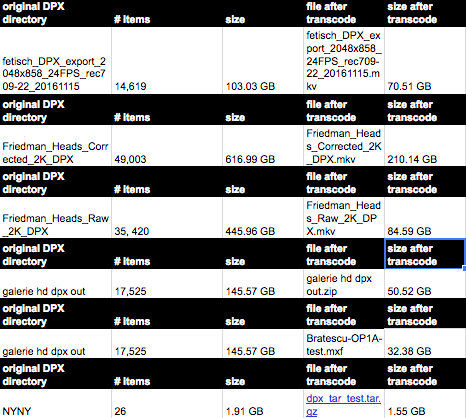 original DPX directory # items size file after transcode size after transcode
fetisch_DPX_export_2048x858_24FPS_rec709-22_20161115 14,619 103.03 GB fetisch_DPX_export_2048x858_24FPS_rec709-22_20161115.mkv 70.51 GB
original DPX directory # items size file after transcode size after transcode
Friedman_Heads_Corrected_2K_DPX 49,003 616.99 GB Friedman_Heads_Corrected_2K_DPX.mkv 210.14 GB
original DPX directory # items size file after transcode size after transcode
Friedman_Heads_Raw_2K_DPX 35, 420 445.96 GB Friedman_Heads_Raw_2K_DPX.mkv 84.59 GB
original DPX directory # items size file after transcode size after transcode
galerie hd dpx out 17,525 145.57 GB galerie hd dpx out.zip 50.52 GB
original DPX directory # items size file after transcode size after transcode
galerie hd dpx out 17,525 145.57 GB Bratescu-OP1A-test.mxf 32.38 GB
original DPX directory # items size file after transcode size after transcode
NYNY 26 1.91 GB dpx_tar_test.tar.gz 1.55 GB